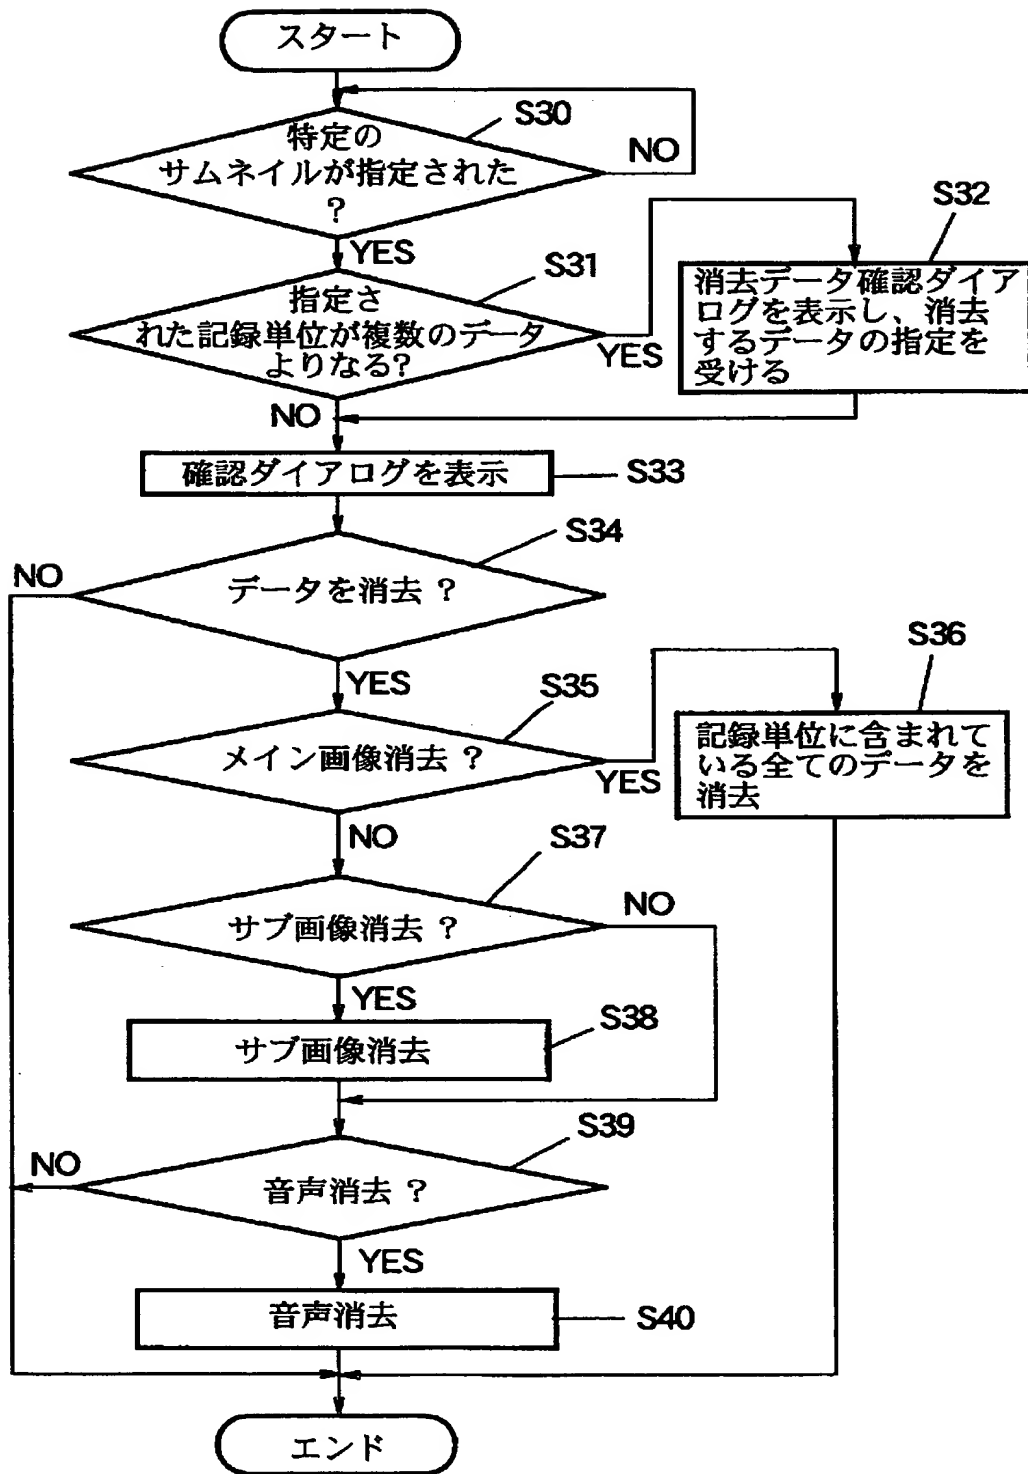 スタート
S30
特定の
サムネイルが指定された
?
NO
YES
S31
指定さ
れた記録単位が複数のデータ
よりなる?
YES
S32
消去データ確認ダイア
ログを表示し、消去
するデータの指定を
受ける
NO
確認ダイアログを表示
S33
S34
データを消去 ?
NO
YES
S35
メイン画像消去 ?
YES
S36
記録単位に含まれて
いる全てのデータを
消去
NO
S37
サブ画像消去 ?
NO
YES
S38
サブ画像消去
S39
音声消去 ?
NO
YES
音声消去
S40
エンド